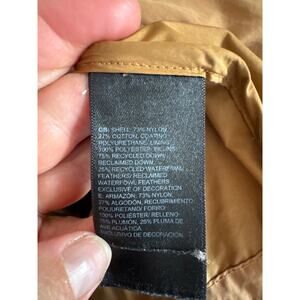 GB: SHELL: 73% NYLON,
27% COTTON, COATING
POLYURETHANE, LINING
100% POLYESTER/ FILLING
75% RECYCLED DOWN/
RECLAIMED DOWN,
25% RECYCLED WATERFOWL
FEATHERS/ RECLAIMED
WATERFOWL FEATHERS
EXCLUSIVE OF DECORATION
E: ARMAZÓN: 73% NYLON,
27% ALGODÓN, RECUBRIMIENTO
POLIURETANO/ FORRO
100% POLIÉSTER/ RELLENO
75% PLUMÓN, 25% PLUMA DE
AVE ACUÁTICA
EXCLUSIVO DE DECORACIÓN